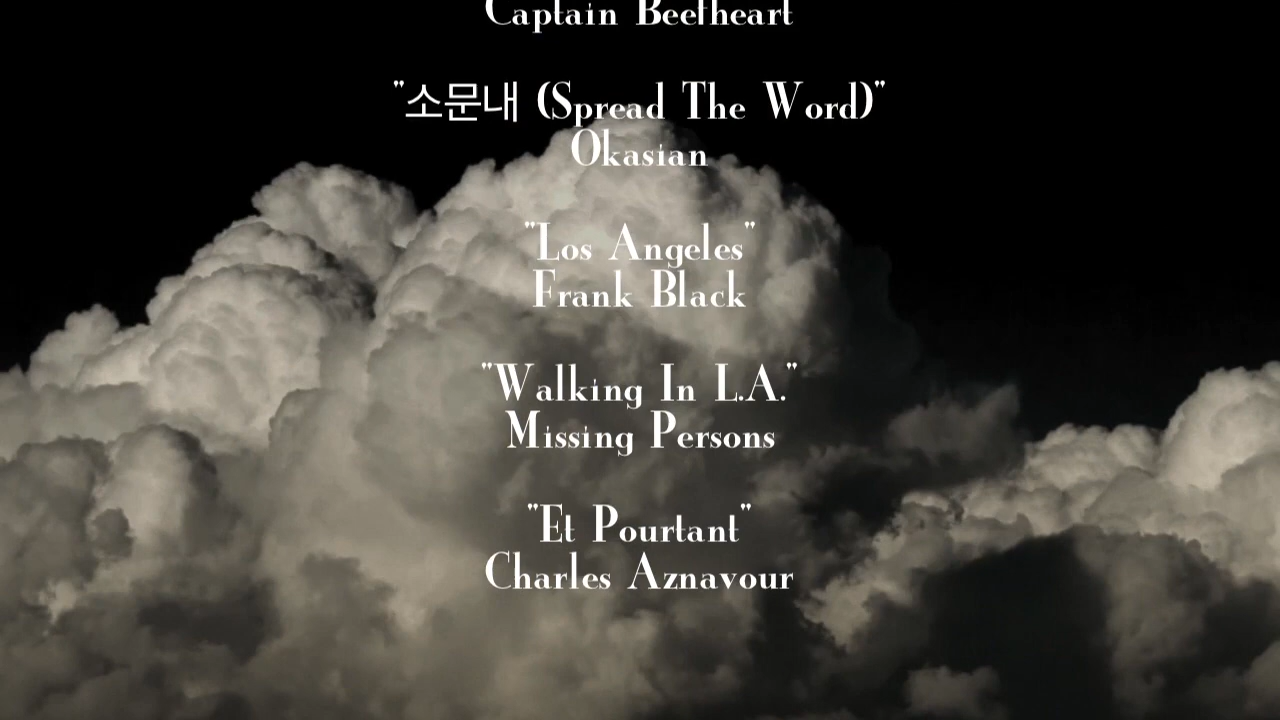 Captain Beefheart
"소문내 (Spread The Word)"
Okasian
"Los Angeles"
Frank Black
"Walking In L.A."
Missing Persons
"Et Pourtant"
Charles Aznavour